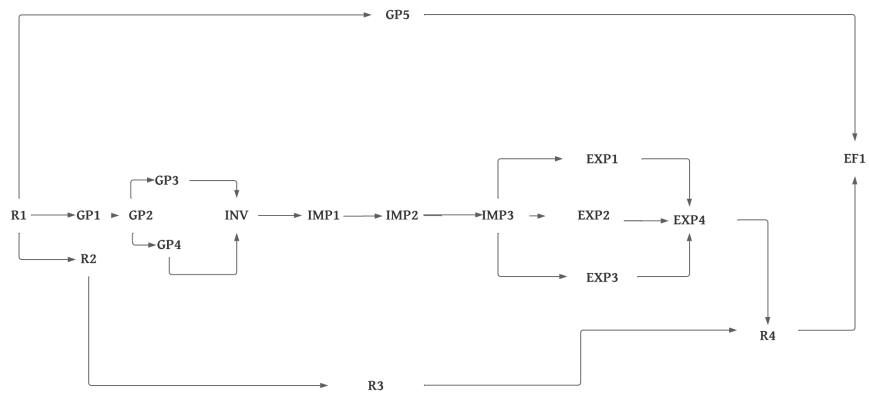 GP5
EXP1
EF1
GP3
R1 GP1 GP2 INV IMP1 IMP2 IMP3 EXP2 EXP4
GP4
R2
EXP3
R4
R3